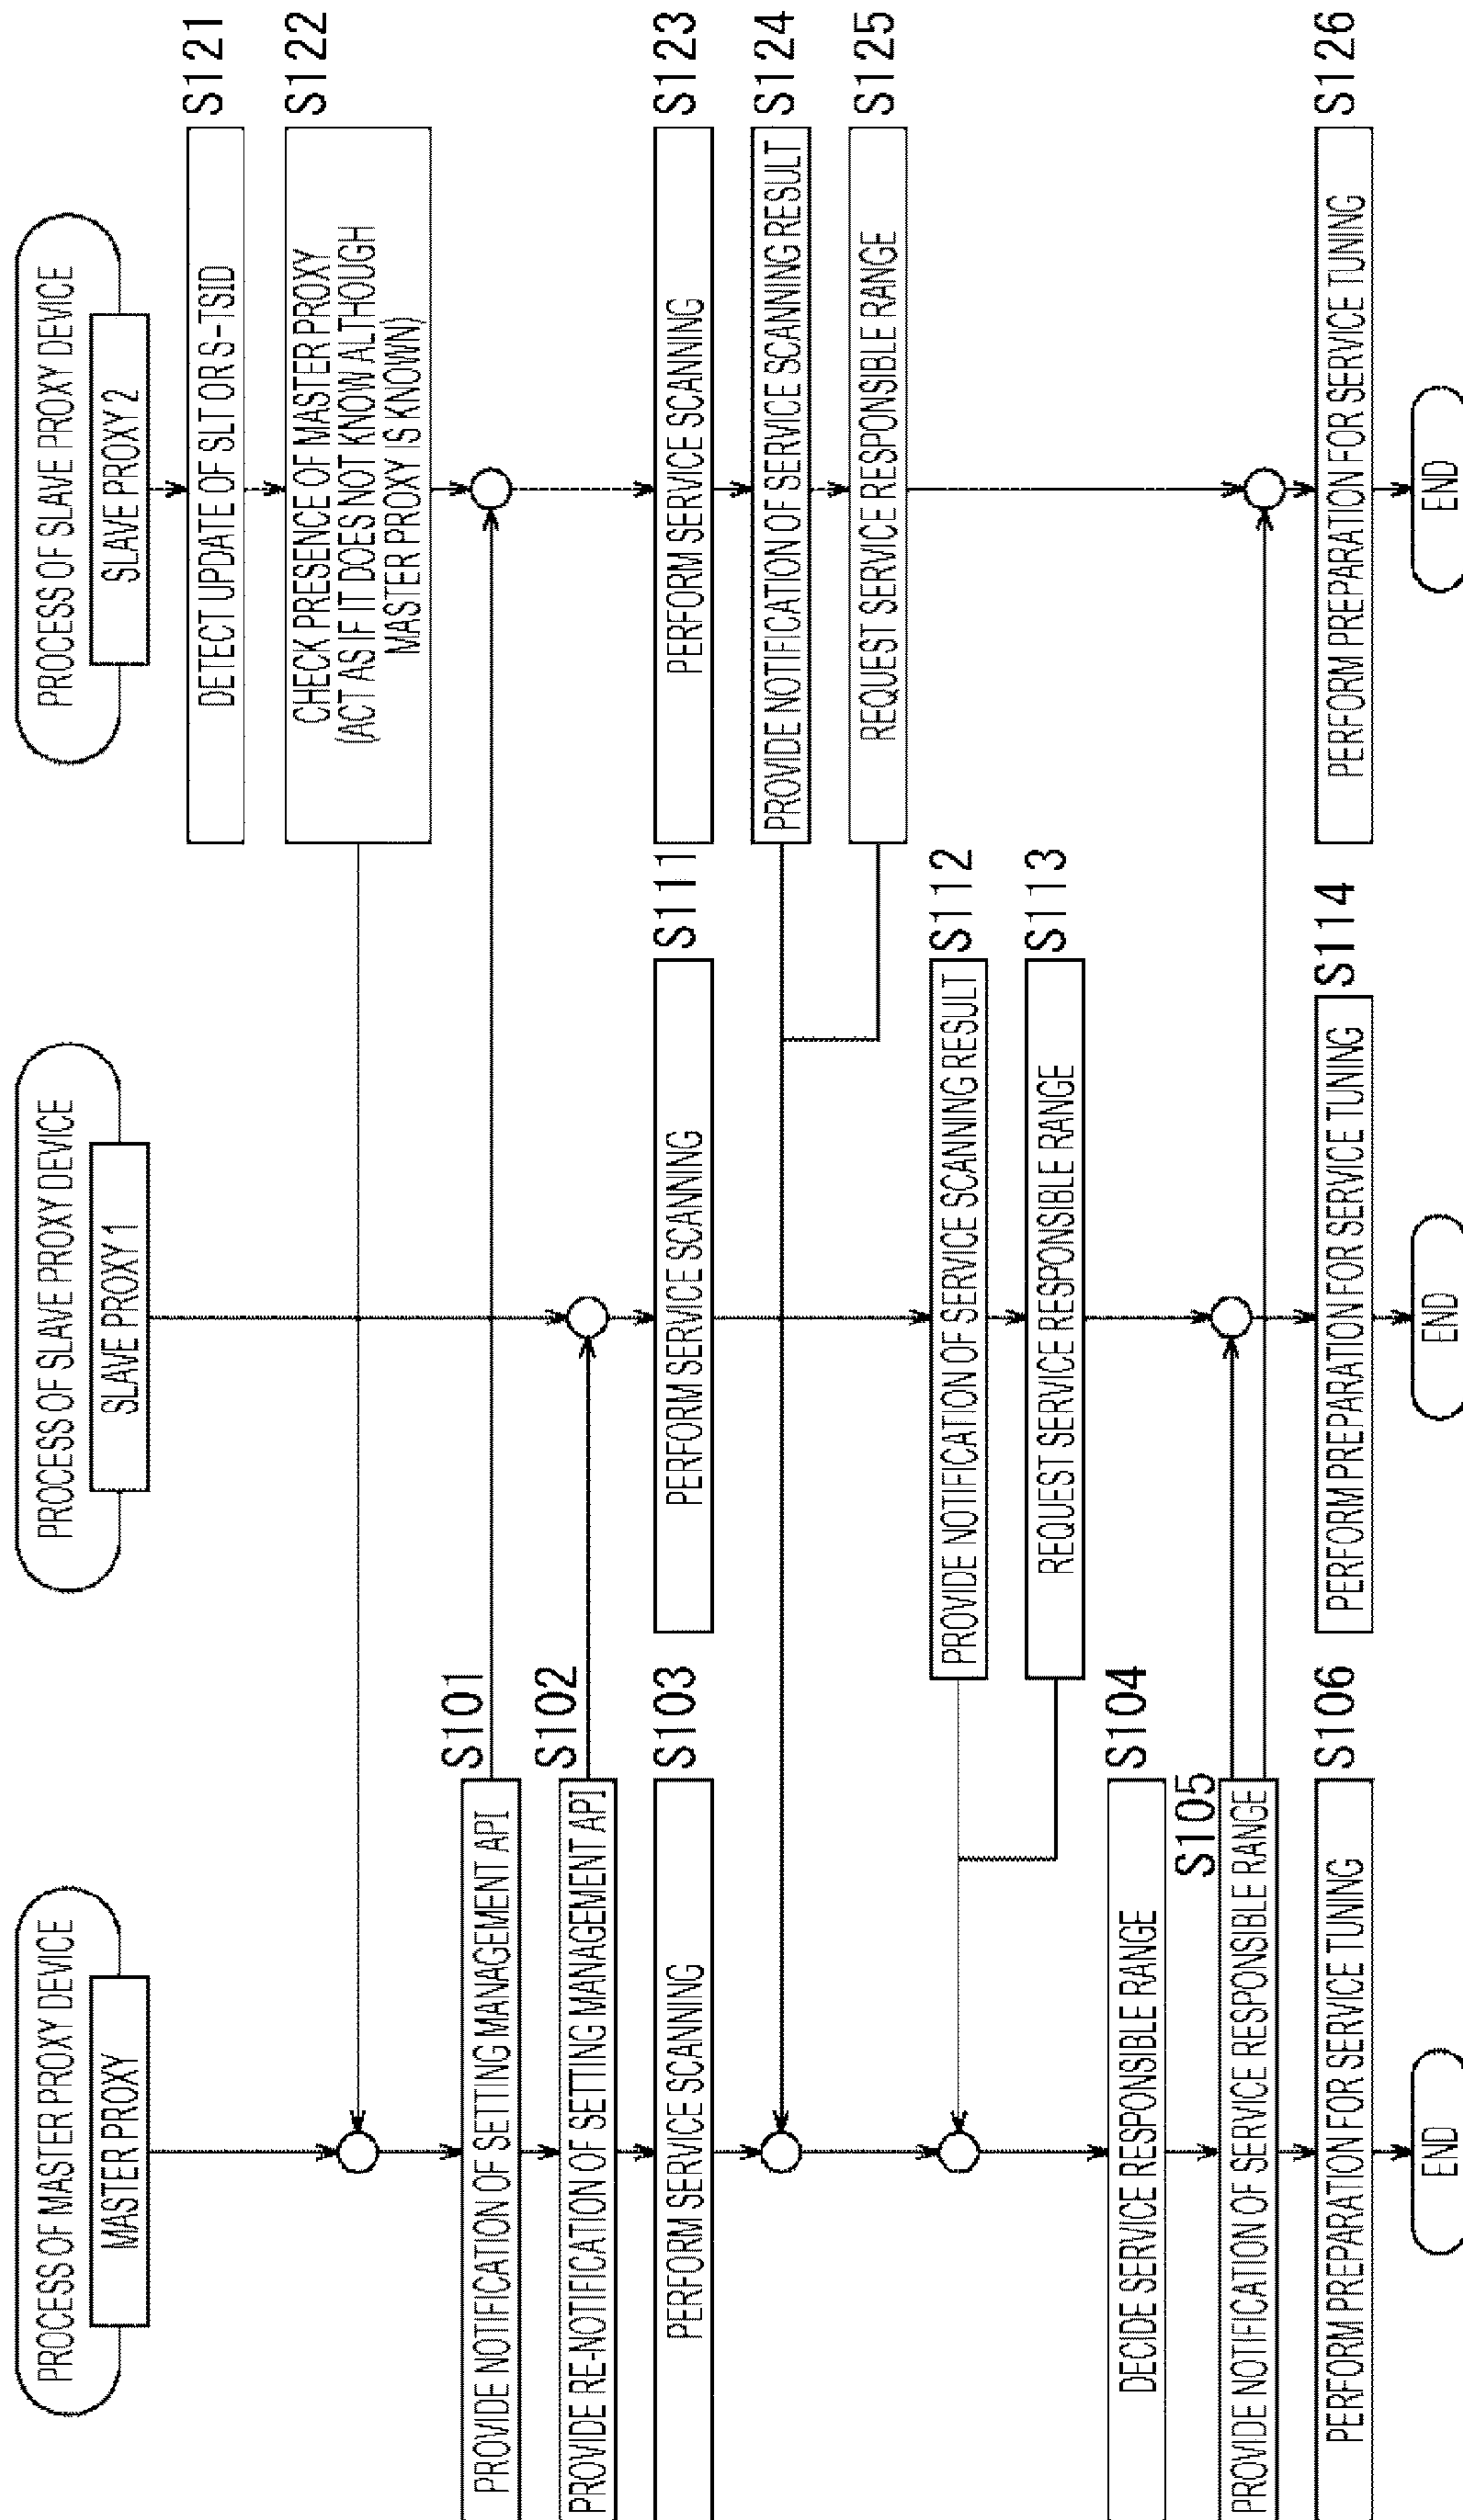 PROCESS OF MASTER PROXY DEVICE
MASTER PROXY
PROVIDE NOTIFICATION OF SETTING MANAGEMENT API
S101
PROVIDE RE-NOTIFICATION OF SETTING MANAGEMENT API
S102
PERFORM SERVICE SCANNING
S103
DECIDE SERVICE RESPONSIBLE RANGE
S104
PROVIDE NOTIFICATION OF SERVICE RESPONSIBLE RANGE
S105
PERFORM PREPARATION FOR SERVICE TUNING
S106
END
PROCESS OF SLAVE PROXY DEVICE
SLAVE PROXY 1
PERFORM SERVICE SCANNING
S111
PROVIDE NOTIFICATION OF SERVICE SCANNING RESULT
S112
REQUEST SERVICE RESPONSIBLE RANGE
S113
PERFORM PREPARATION FOR SERVICE TUNING
S114
END
PROCESS OF SLAVE PROXY DEVICE
SLAVE PROXY 2
DETECT UPDATE OF SLT OR S-TSID
S121
CHECK PRESENCE OF MASTER PROXY
(ACT AS IF IT DOES NOT KNOW ALTHOUGH
MASTER PROXY IS KNOWN)
S122
PERFORM SERVICE SCANNING
S123
PROVIDE NOTIFICATION OF SERVICE SCANNING RESULT
S124
REQUEST SERVICE RESPONSIBLE RANGE
S125
PERFORM PREPARATION FOR SERVICE TUNING
S126
END